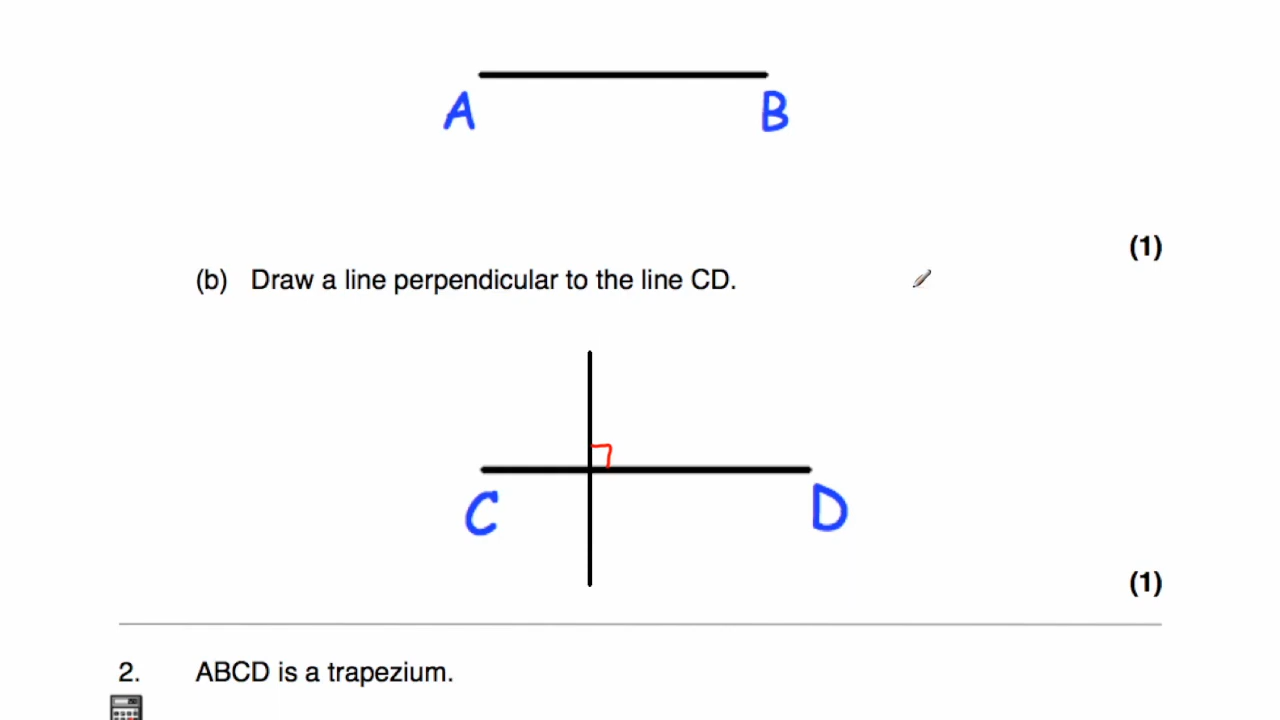 A B
(1)
(b) Draw a line perpendicular to the line CD.
C D
(1)
2. ABCD is a trapezium.